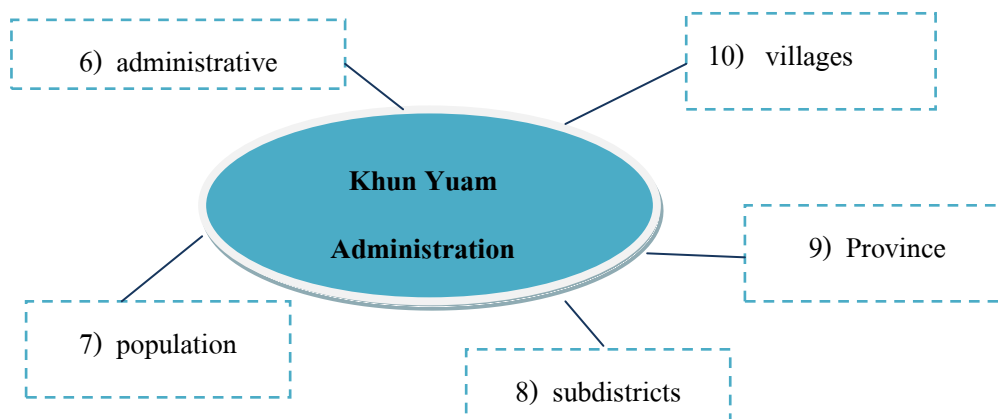 6) administrative
10) villages
Khun Yuam
Administration
9) Province
7) population
8) subdistricts